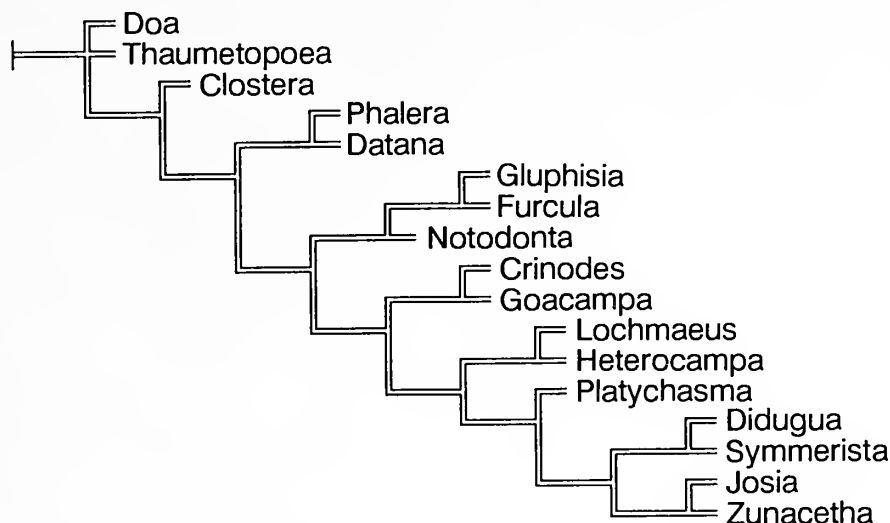 Doa
Thaumetopoea
Clostera
Phalera
Datana
Gluphisia
Furcula
Notodonta
Crinodes
Goacampa
Lochmaeus
Heterocampa
Platychasma
Didugua
Symmerista
Josia
Zunacetha